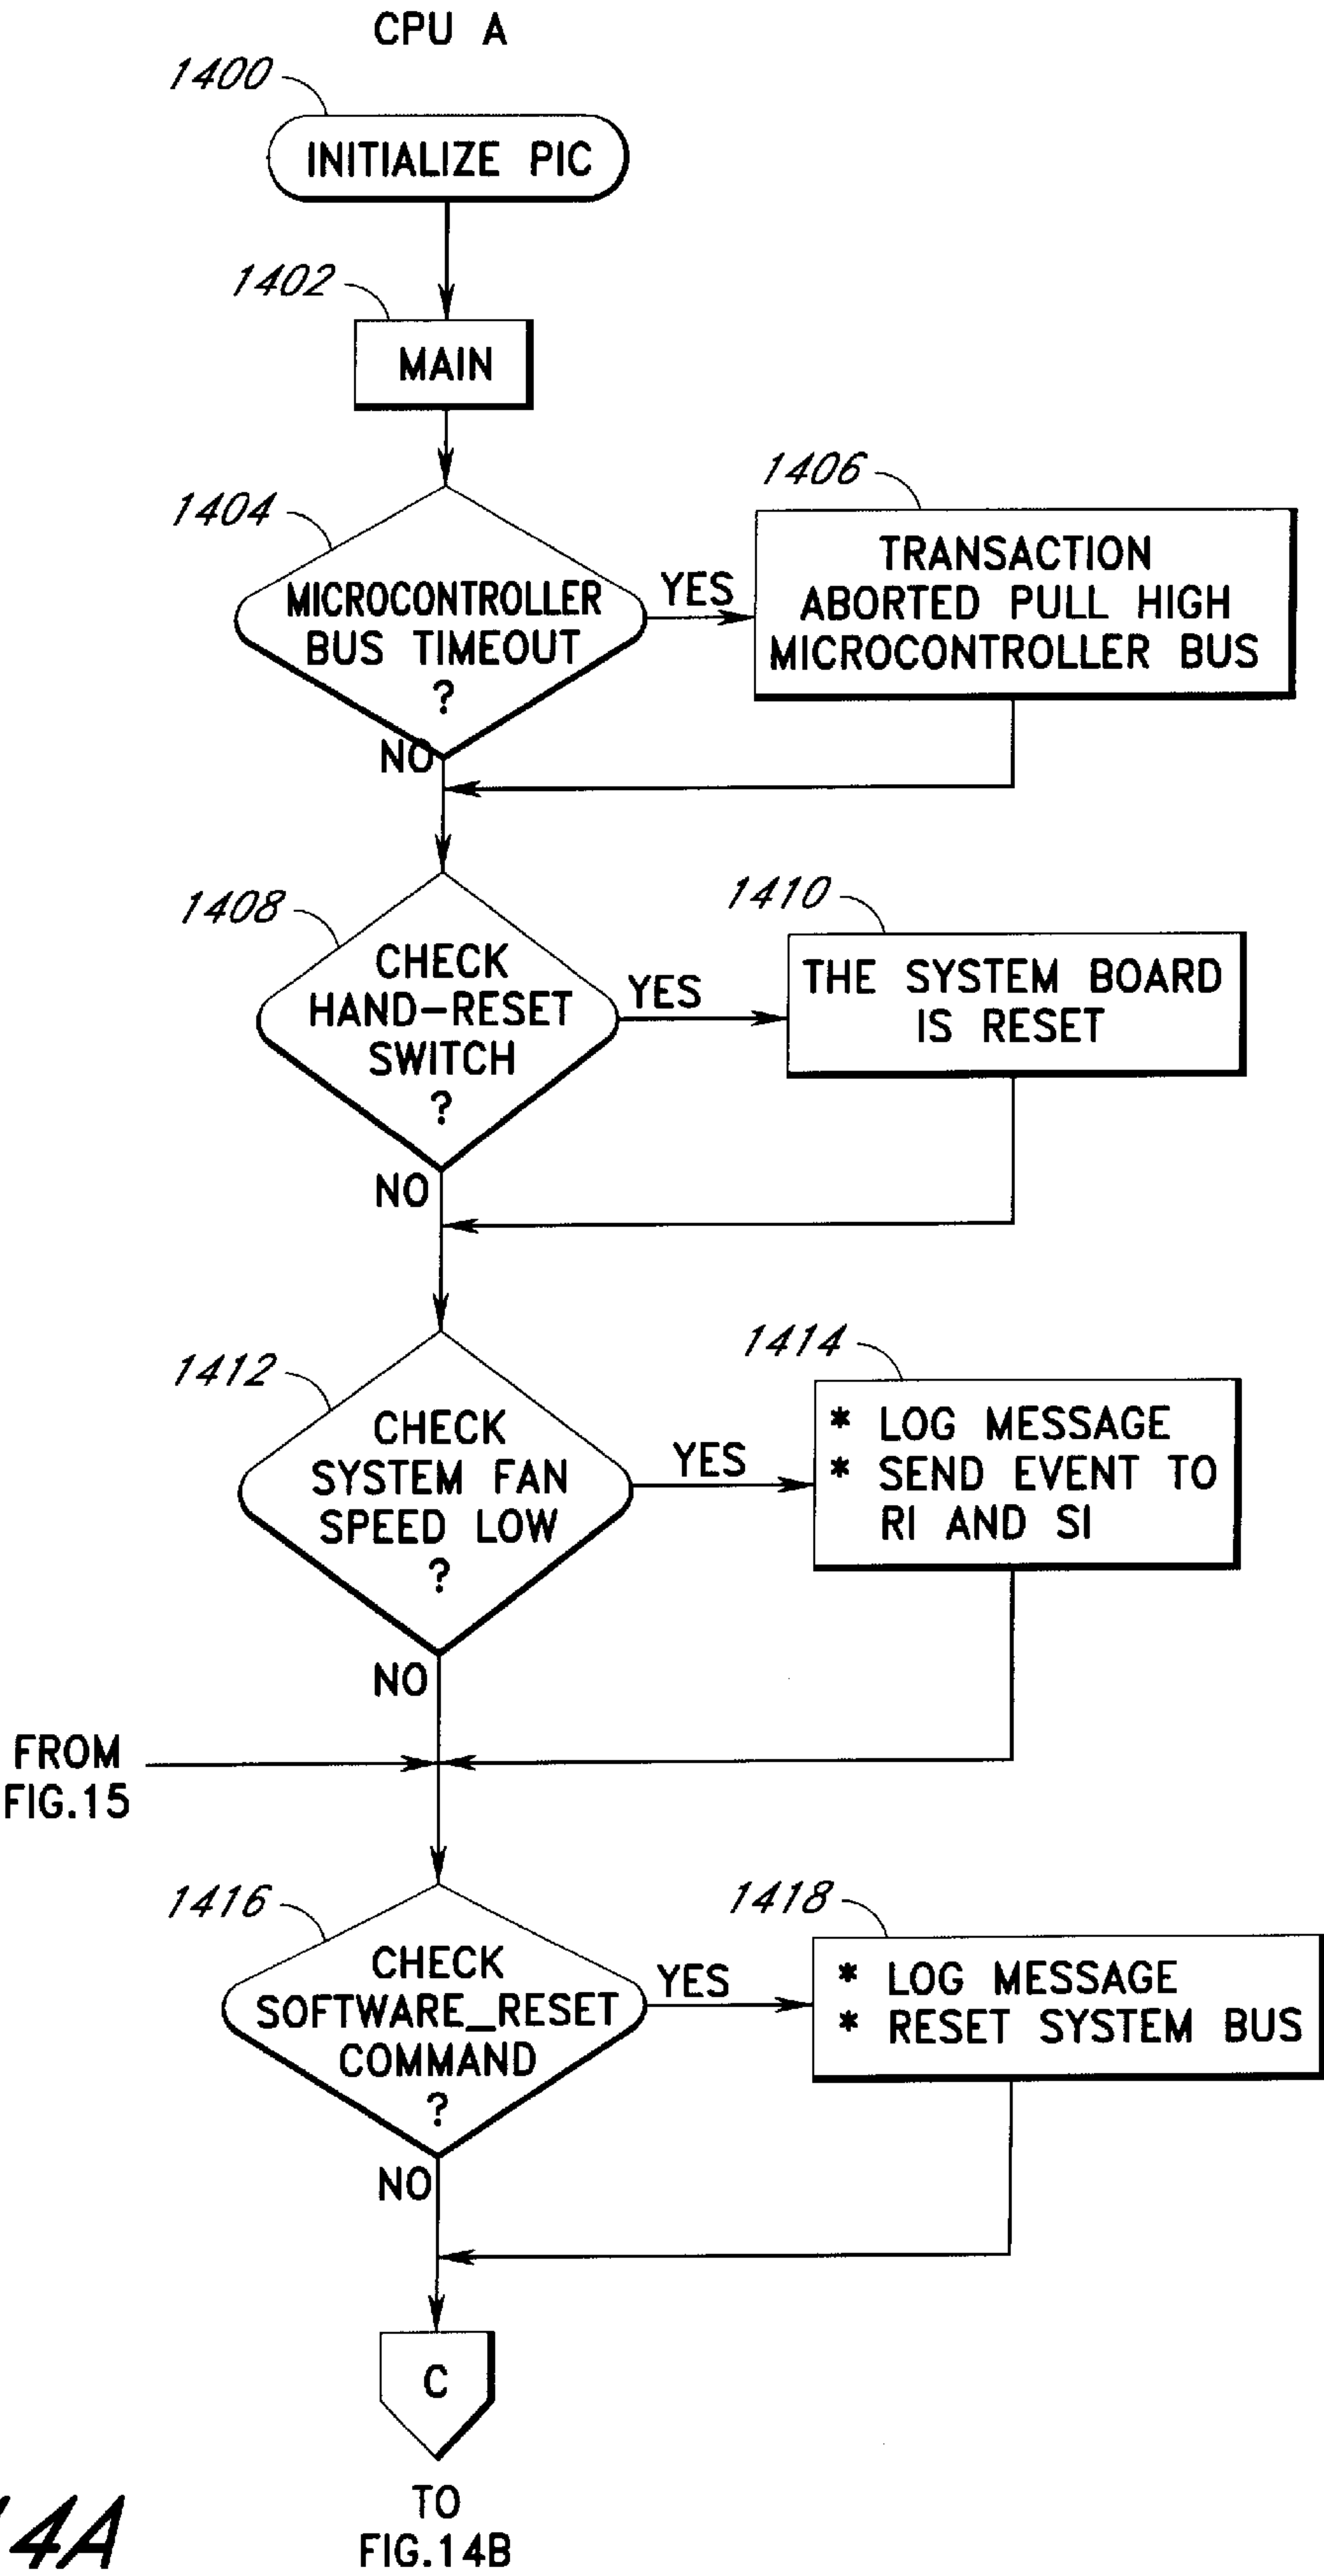 CPU A
1400
INITIALIZE PIC
1402
MAIN
1404
MICROCONTROLLER
BUS TIMEOUT
?
YES
NO
1406
TRANSACTION
ABORTED PULL HIGH
MICROCONTROLLER BUS
1408
CHECK
HAND-RESET
SWITCH
?
YES
NO
1410
THE SYSTEM BOARD
IS RESET
1412
CHECK
SYSTEM FAN
SPEED LOW
?
YES
NO
1414
* LOG MESSAGE
* SEND EVENT TO
RI AND SI
FROM
FIG.15
1416
CHECK
SOFTWARE_RESET
COMMAND
?
YES
NO
1418
* LOG MESSAGE
* RESET SYSTEM BUS
C
TO
FIG.14B
4A